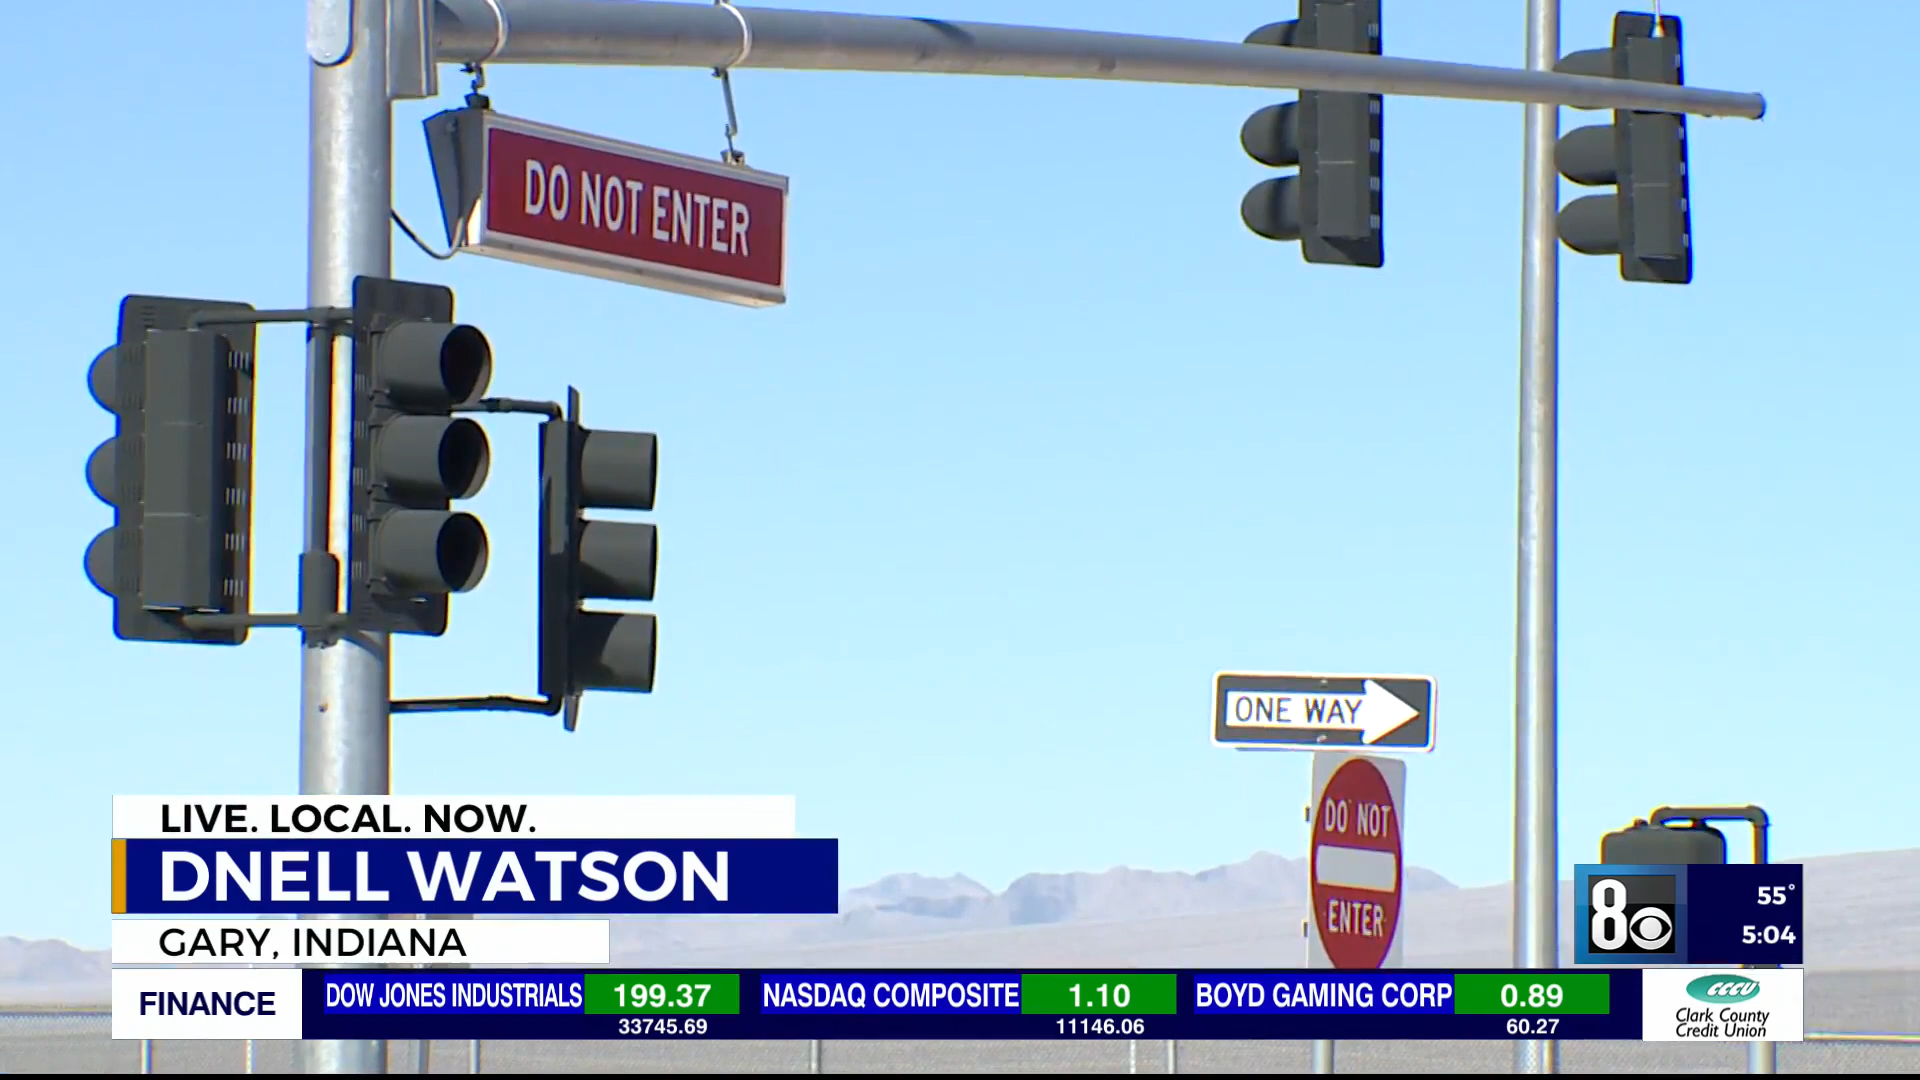 DO NOT ENTER
ONE WAY
DO NOT
ENTER
LIVE. LOCAL. NOW.
DNELL WATSON
GARY, INDIANA
8
55°
5:04
FINANCE
DOW JONES INDUSTRIALS 199.37
33745.69
NASDAQ COMPOSITE 1.10
11146.06
BOYD GAMING CORP 0.89
60.27
CCCU
Clark County
Credit Union